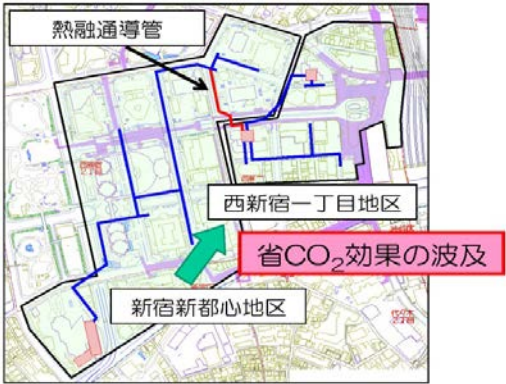 熱融通導管
西新宿一丁目地区
省CO₂効果の波及
新宿新都心地区